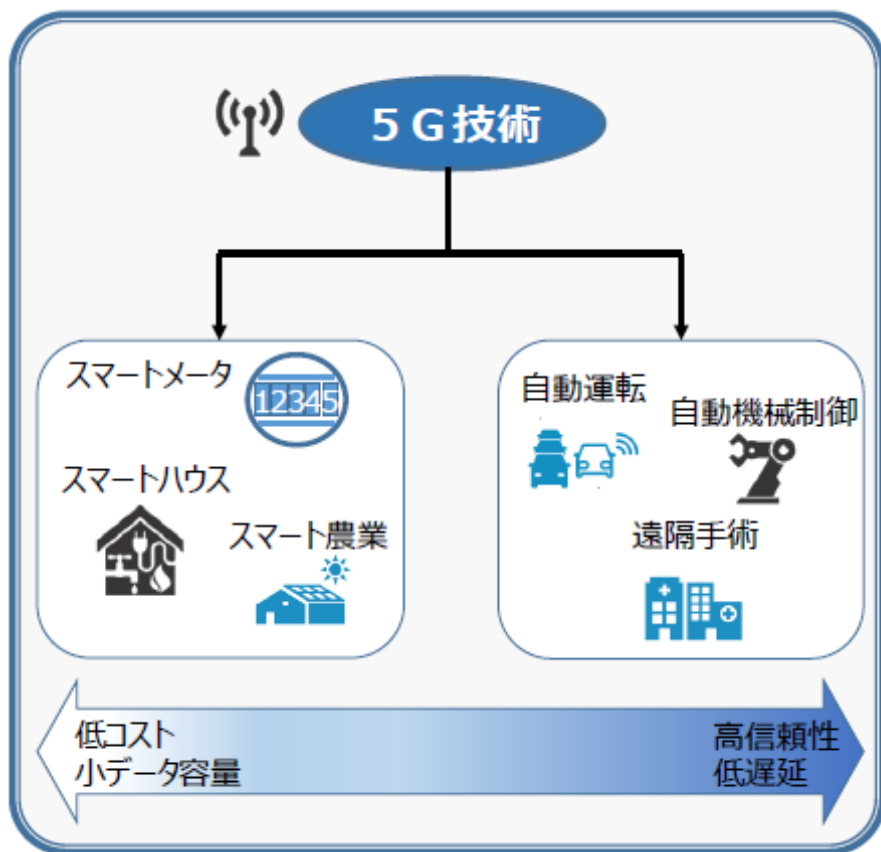 ５Ｇ技術
スマートメータ
12345
スマートハウス
スマート農業
自動運転
自動機械制御
遠隔手術
低コスト
小データ容量
高信頼性
低遅延